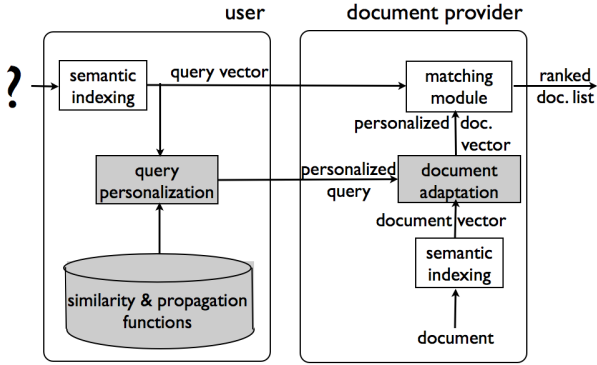 user
document provider
?
semantic
indexing
query vector
matching
module
ranked
doc. list
personalized doc.
vector
query
personalization
personalized
query
document
adaptation
document vector
semantic
indexing
similarity & propagation
functions
document